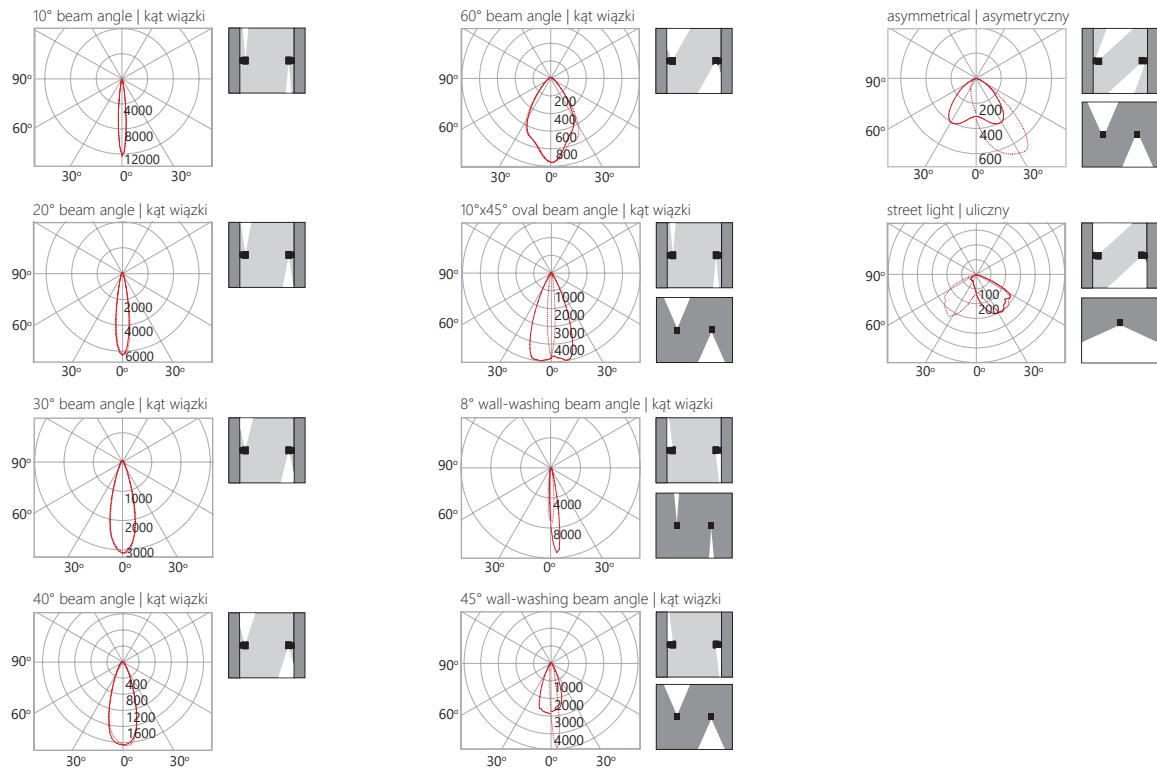 10° beam angle | kąt wiązki
90°
60°
4000
8000
12000
30° 0° 30°
20° beam angle | kąt wiązki
90°
60°
2000
4000
6000
30° 0° 30°
30° beam angle | kąt wiązki
90°
60°
1000
2000
3000
30° 0° 30°
40° beam angle | kąt wiązki
90°
60°
400
800
1200
1600
30° 0° 30°
60° beam angle | kąt wiązki
90°
60°
200
400
600
800
30° 0° 30°
10°x45° oval beam angle | kąt wiązki
90°
60°
1000
2000
3000
4000
30° 0° 30°
8° wall-washing beam angle | kąt wiązki
90°
60°
4000
8000
30° 0° 30°
45° wall-washing beam angle | kąt wiązki
90°
60°
1000
2000
3000
4000
30° 0° 30°
asymmetrical | asymetryczny
90°
60°
200
400
600
30° 0° 30°
street light | uliczny
90°
60°
100
200
30° 0° 30°